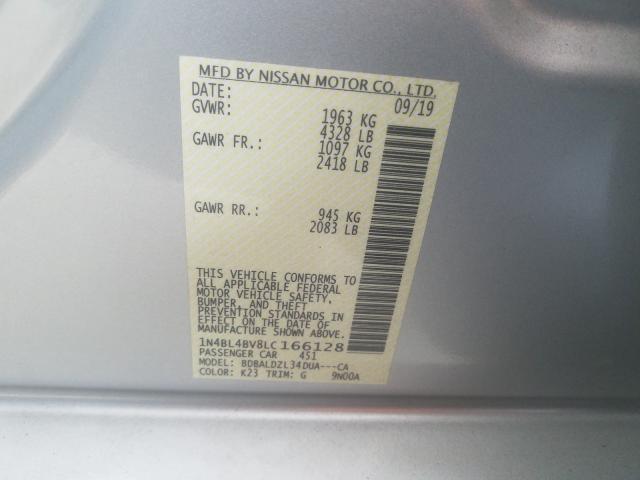 MFD BY NISSAN MOTOR CO., LTD.
DATE: 09/19
GVWR: 1963 KG
4328 LB
GAWR FR.: 1097 KG
2418 LB
GAWR RR.: 945 KG
2083 LB
THIS VEHICLE CONFORMS TO
ALL APPLICABLE FEDERAL
MOTOR VEHICLE SAFETY,
BUMPER, AND THEFT
PREVENTION STANDARDS IN
EFFECT ON THE DATE OF
MANUFACTURE SHOWN ABOVE.
1N4BL4BV8LC166128
PASSENGER CAR 451
MODEL: BDBALDZL34DUA---CA
COLOR: K23 TRIM: G 9N00A